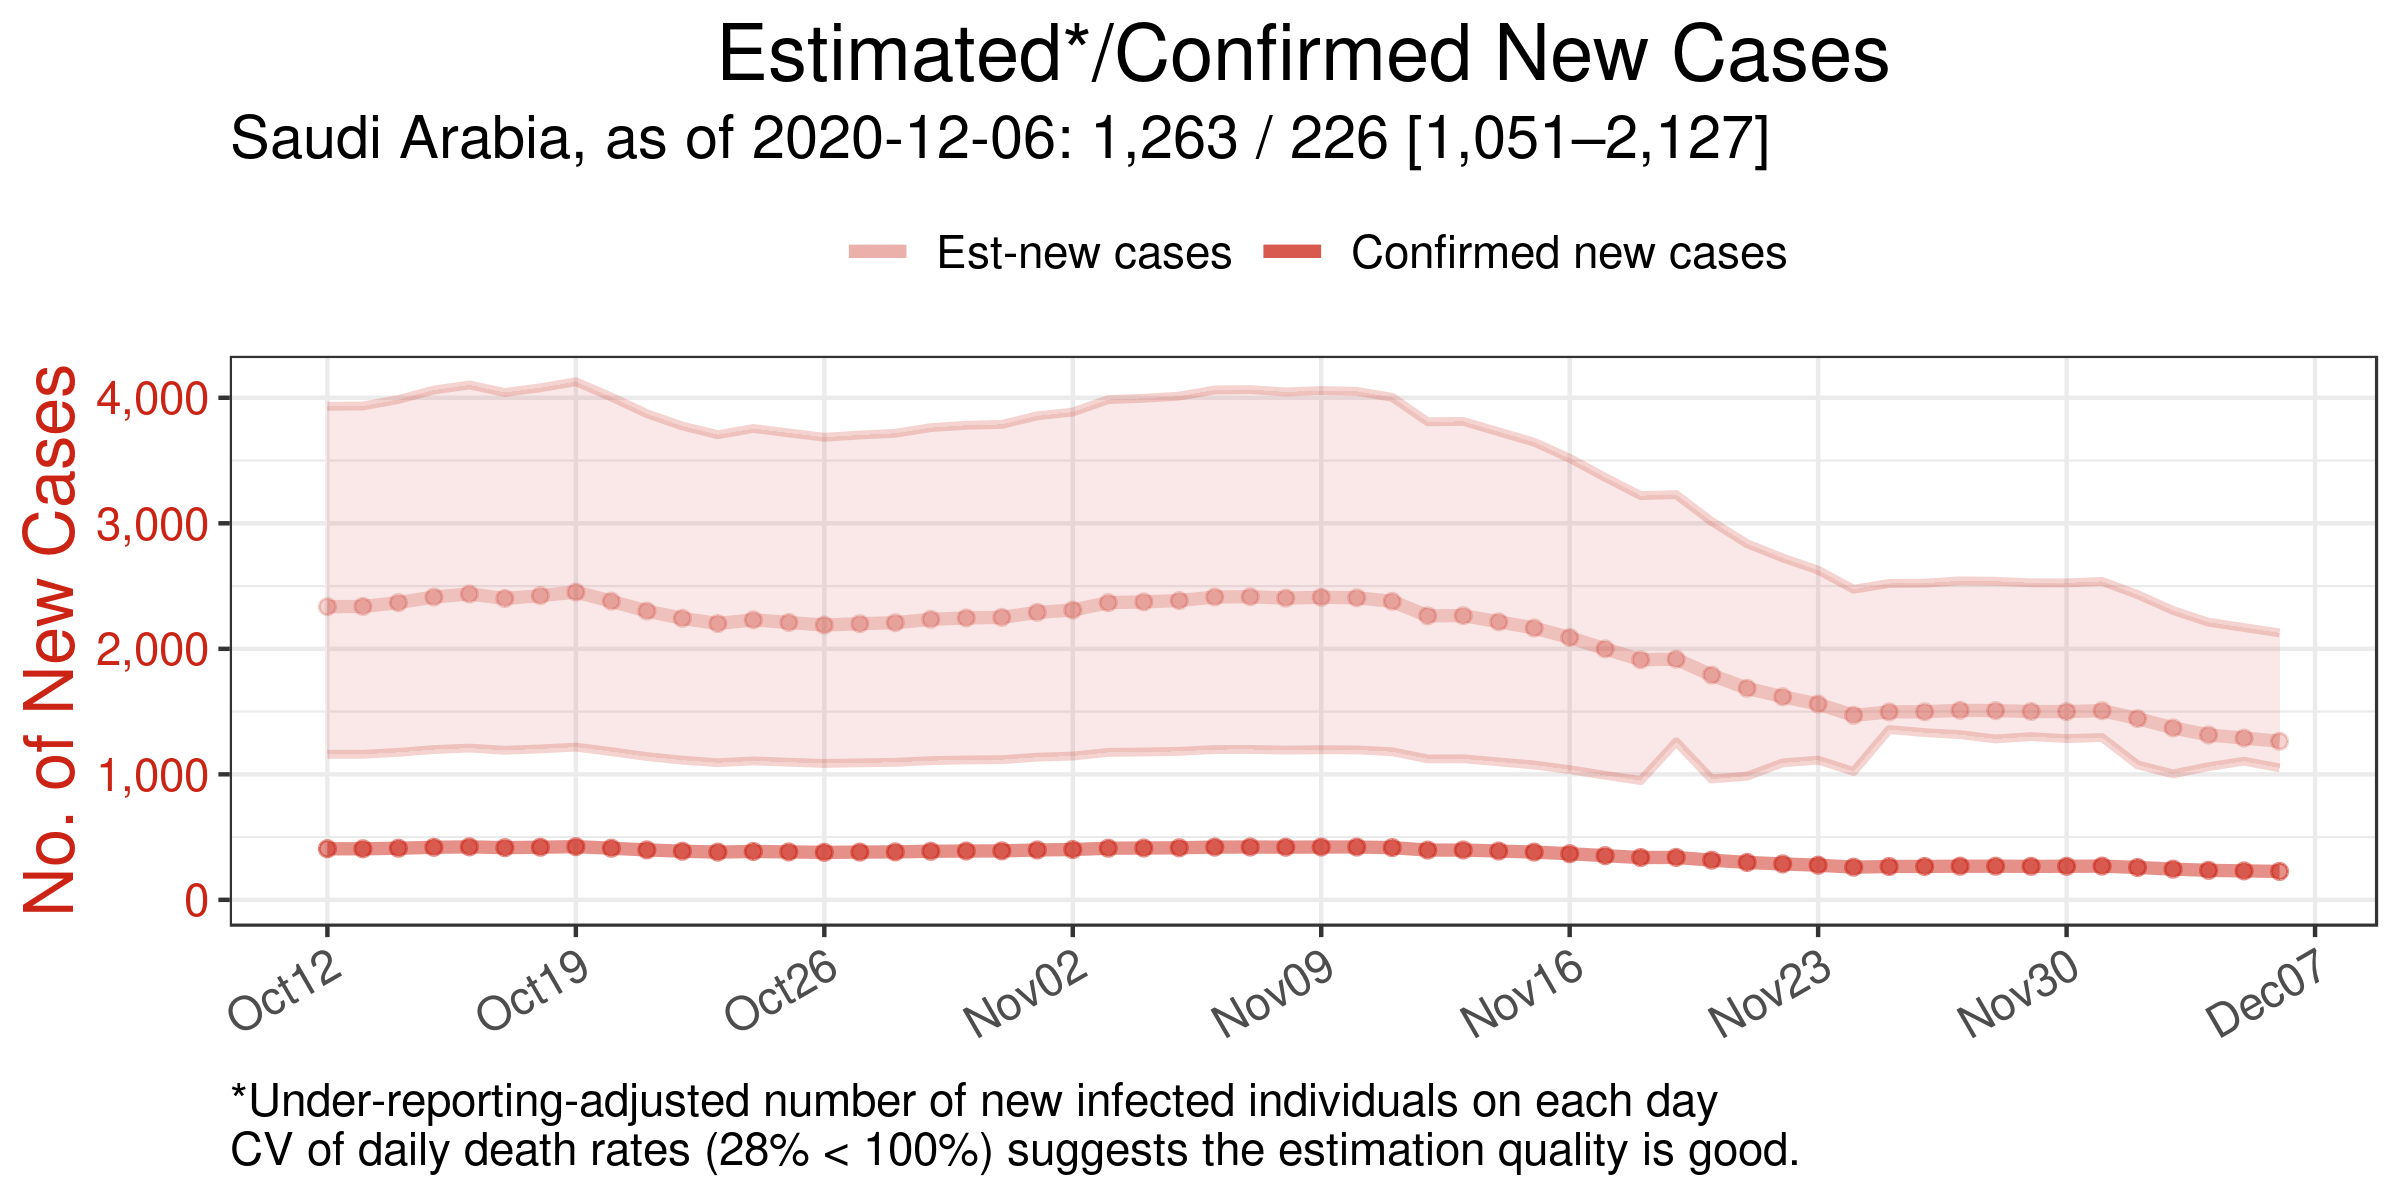 Estimated*/Confirmed New Cases
Saudi Arabia, as of 2020-12-06: 1,263 / 226 [1,051–2,127]
Est-new cases
Confirmed new cases
No. of New Cases
4,000
3,000
2,000
1,000
0
Oct12
Oct19
Oct26
Nov02
Nov09
Nov16
Nov23
Nov30
Dec07
*Under-reporting-adjusted number of new infected individuals on each day
CV of daily death rates (28% < 100%) suggests the estimation quality is good.